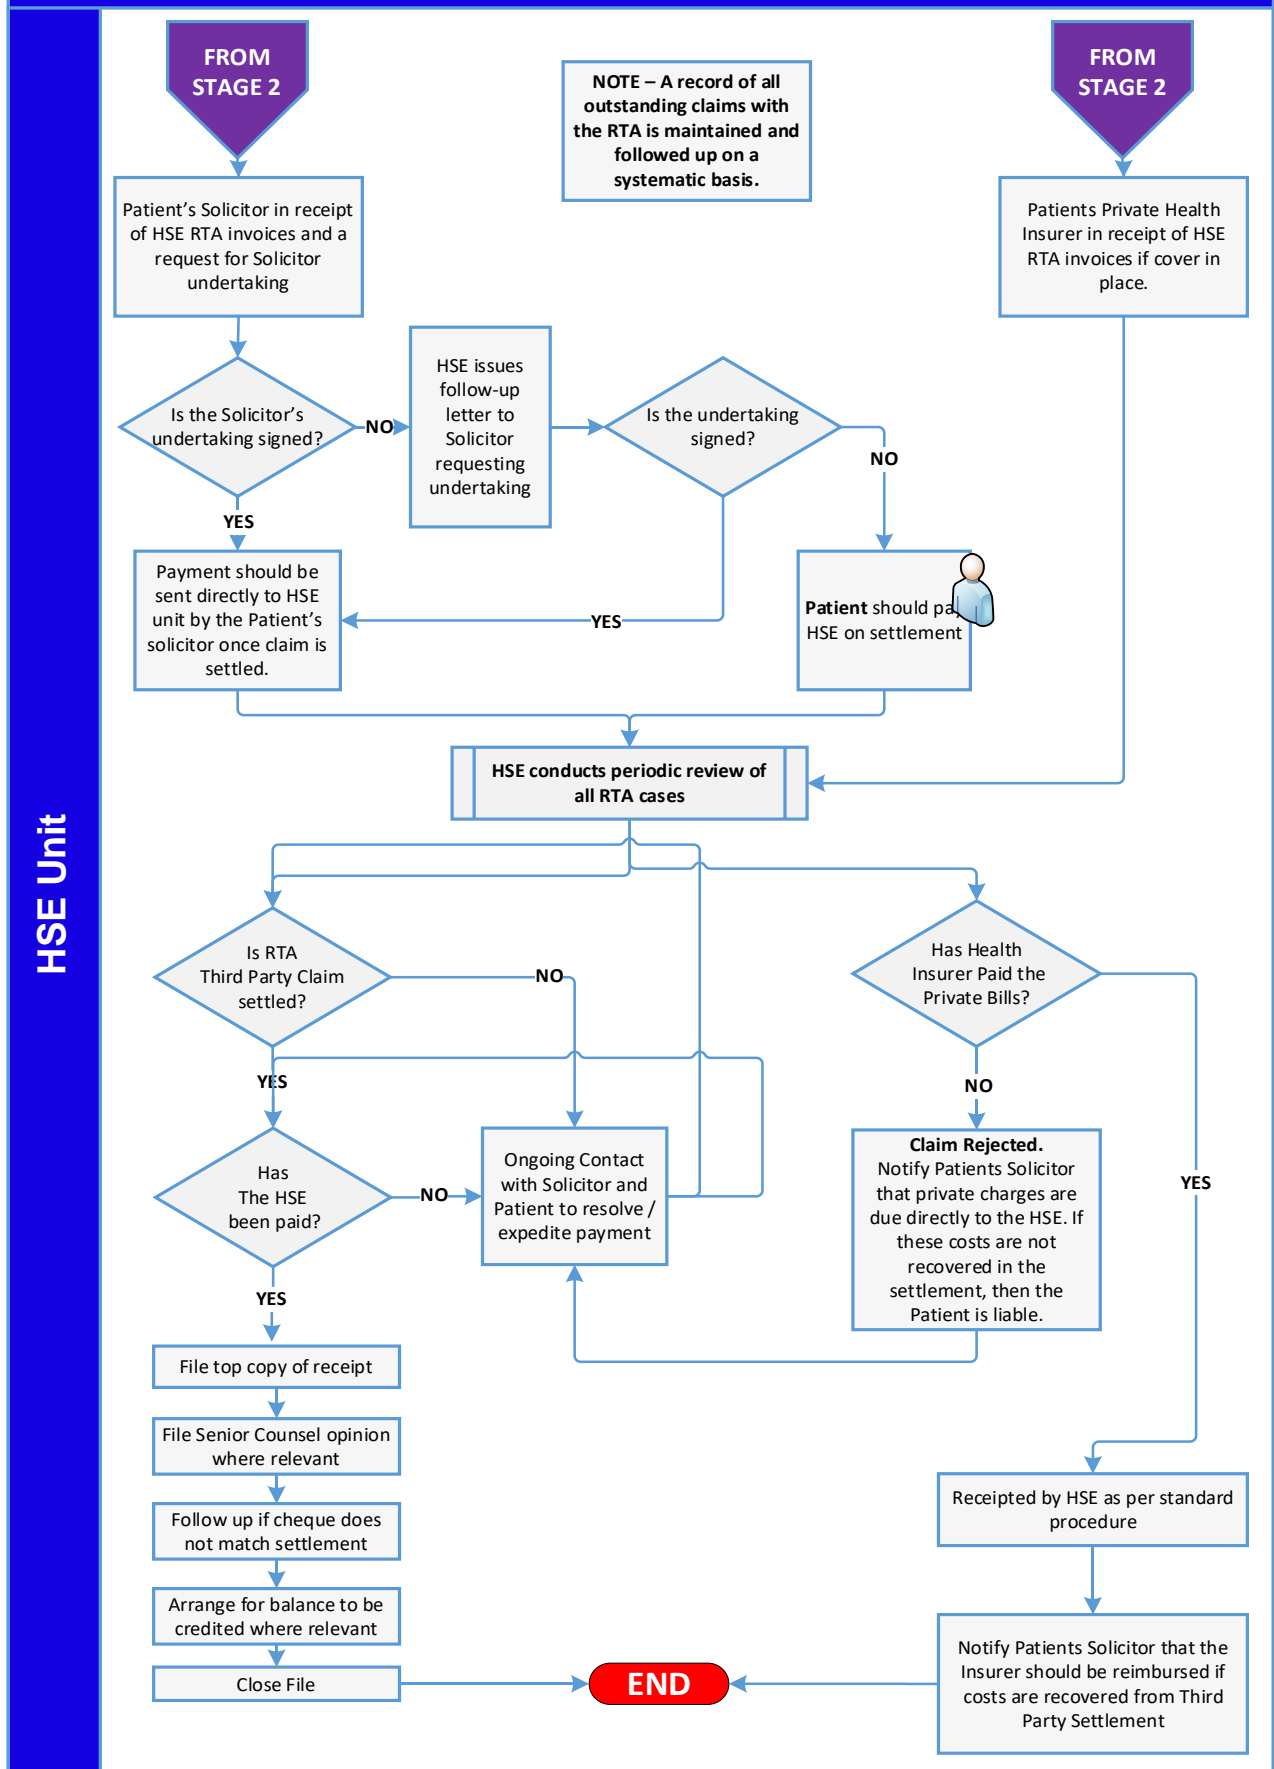 FROM
STAGE 2
FROM
STAGE 2
NOTE – A record of all
outstanding claims with
the RTA is maintained and
followed up on a
systematic basis.
Patient’s Solicitor in receipt
of HSE RTA invoices and a
request for Solicitor
undertaking
Patients Private Health
Insurer in receipt of HSE
RTA invoices if cover in
place.
Is the Solicitor’s
undertaking signed?
NO
HSE issues
follow-up
letter to
Solicitor
requesting
undertaking
Is the undertaking
signed?
NO
YES
Payment should be
sent directly to HSE
unit by the Patient’s
solicitor once claim is
settled.
YES
Patient should pa
HSE on settlement
HSE conducts periodic review of
all RTA cases
HSE Unit
Is RTA
Third Party Claim
settled?
NO
Has Health
Insurer Paid the
Private Bills?
YES
NO
YES
Has
The HSE
been paid?
NO
Ongoing Contact
with Solicitor and
Patient to resolve /
expedite payment
Claim Rejected.
Notify Patients Solicitor
that private charges are
due directly to the HSE. If
these costs are not
recovered in the
settlement, then the
Patient is liable.
YES
File top copy of receipt
File Senior Counsel opinion
where relevant
Follow up if cheque does
not match settlement
Arrange for balance to be
credited where relevant
Close File
END
Receipted by HSE as per standard
procedure
Notify Patients Solicitor that the
Insurer should be reimbursed if
costs are recovered from Third
Party Settlement